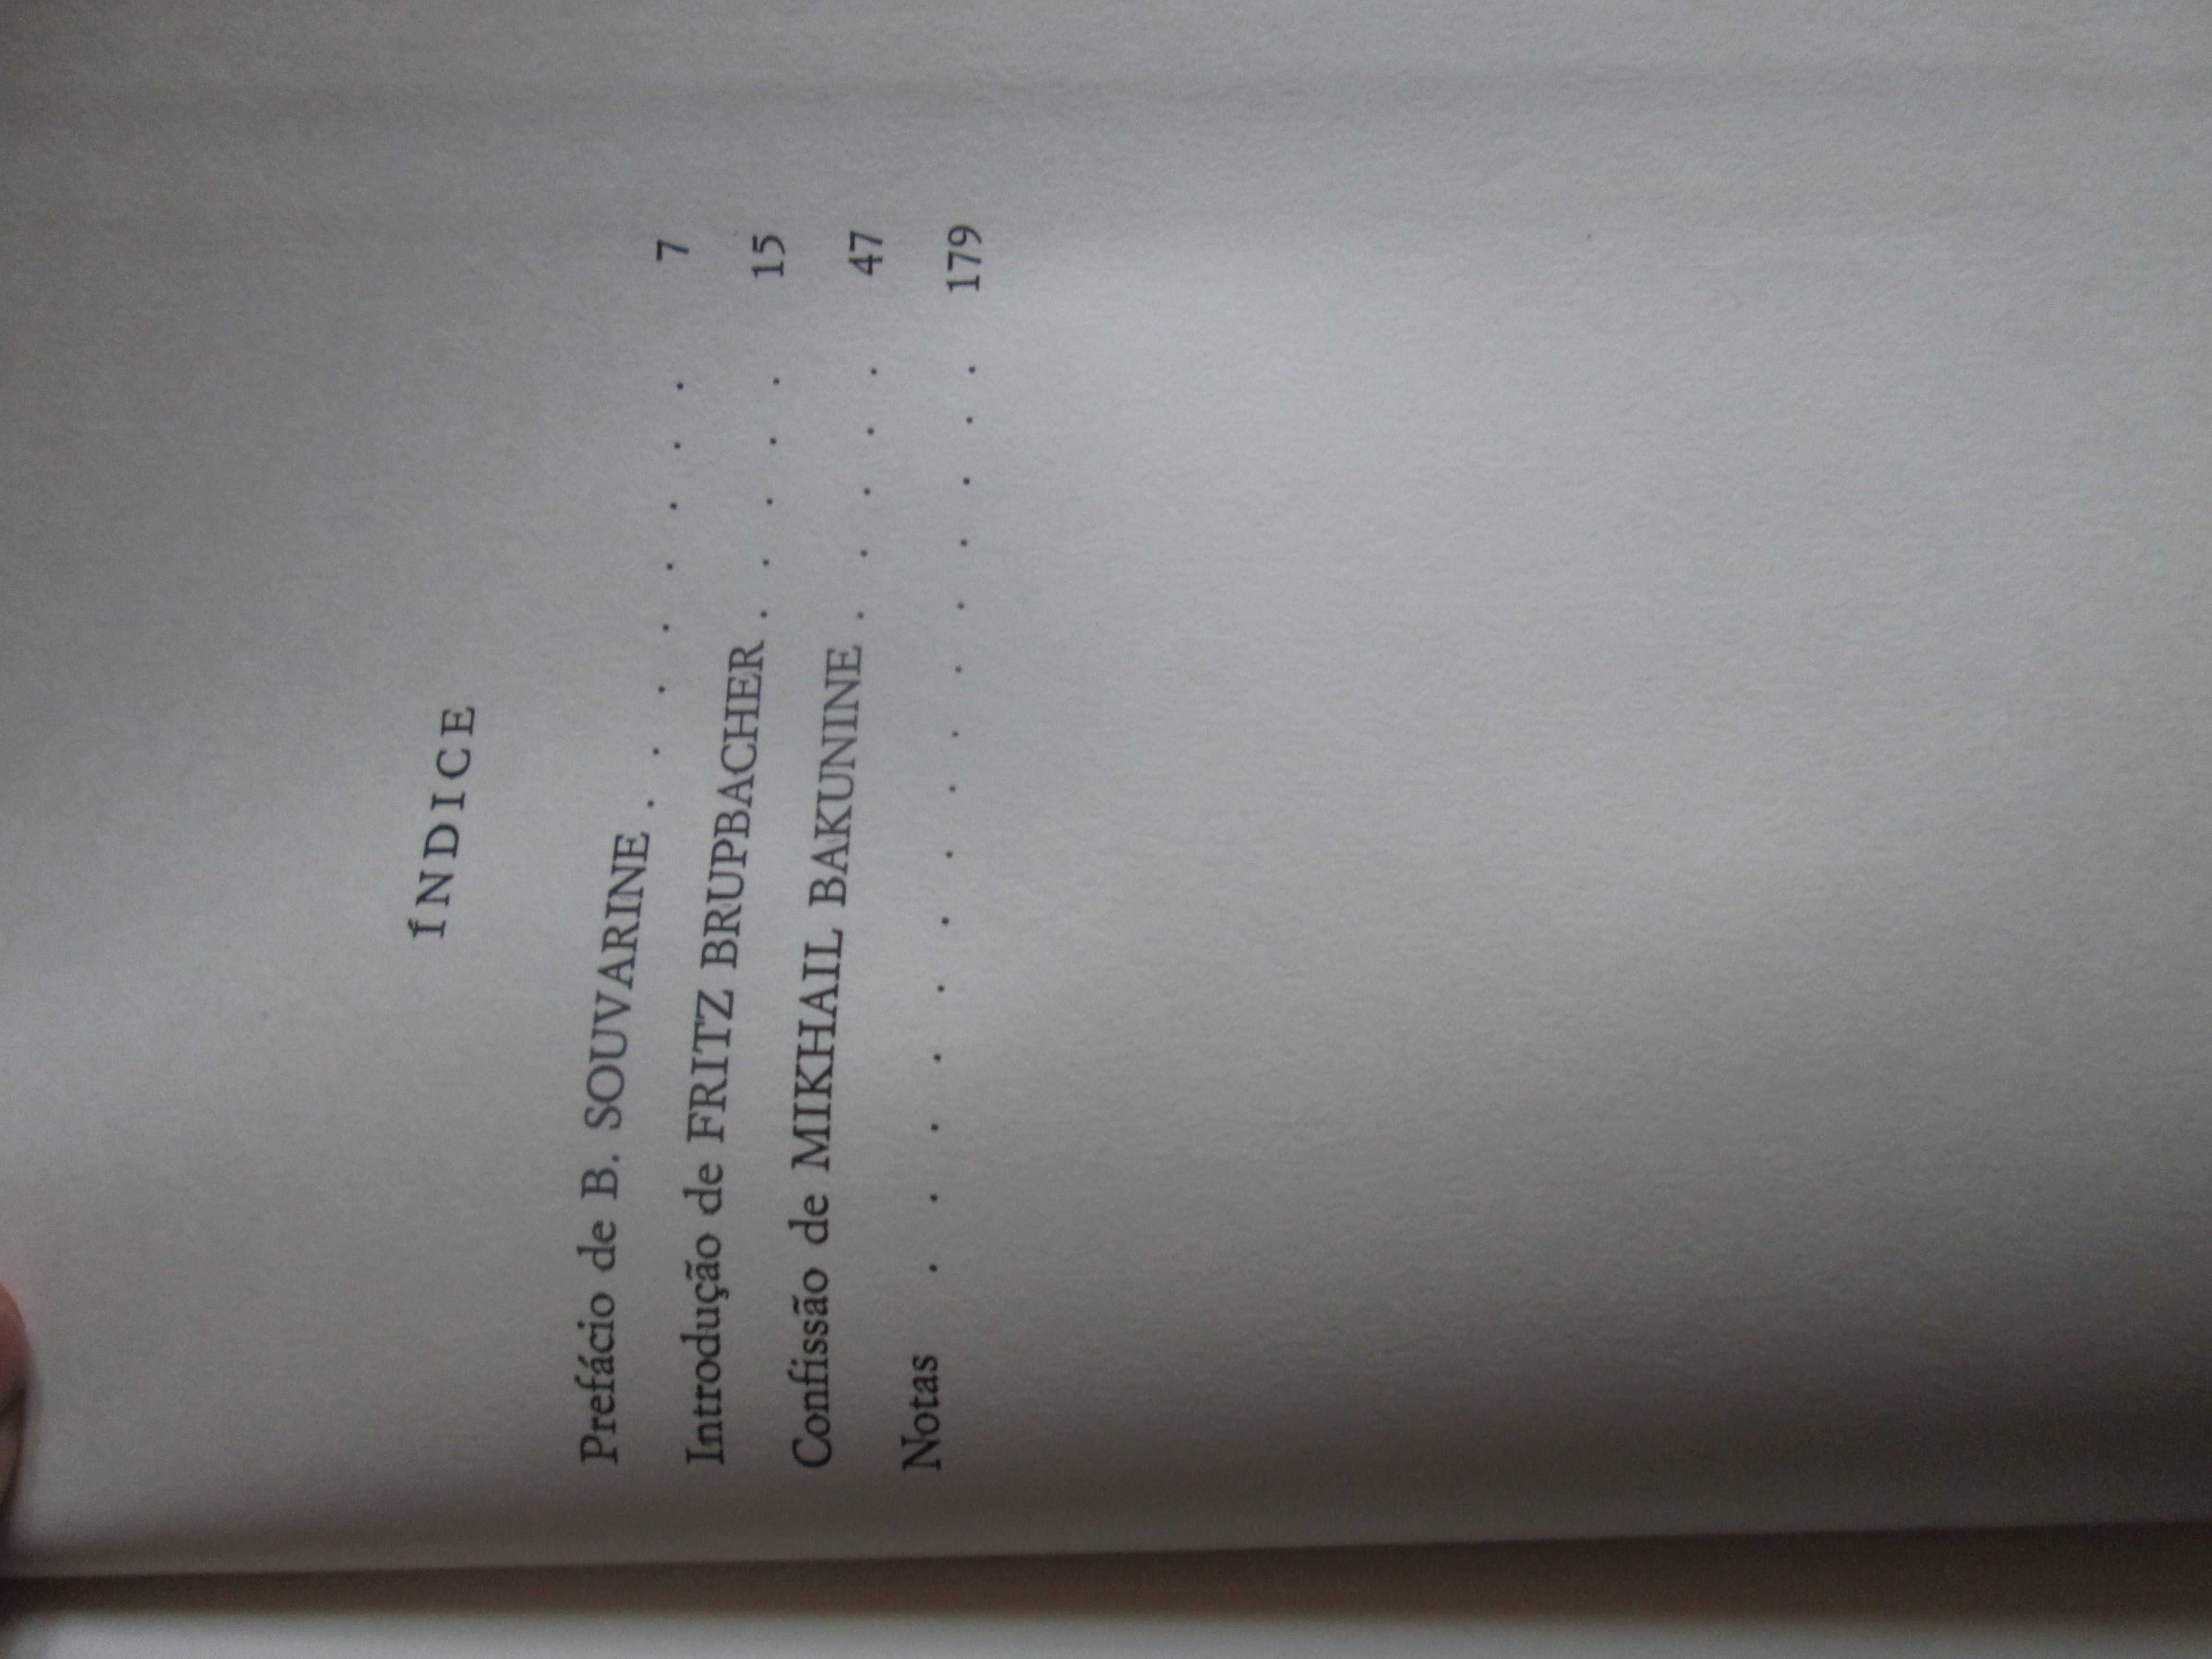 ÍNDICE
Prefácio de B. SOUVARINE . . . . . . . . 7
Introdução de FRITZ BRUPBACHER . . . . . 15
Confissão de MIKHAIL BAKUNINE . . . . . 47
Notas . . . . . . . . . . . . . . . 179